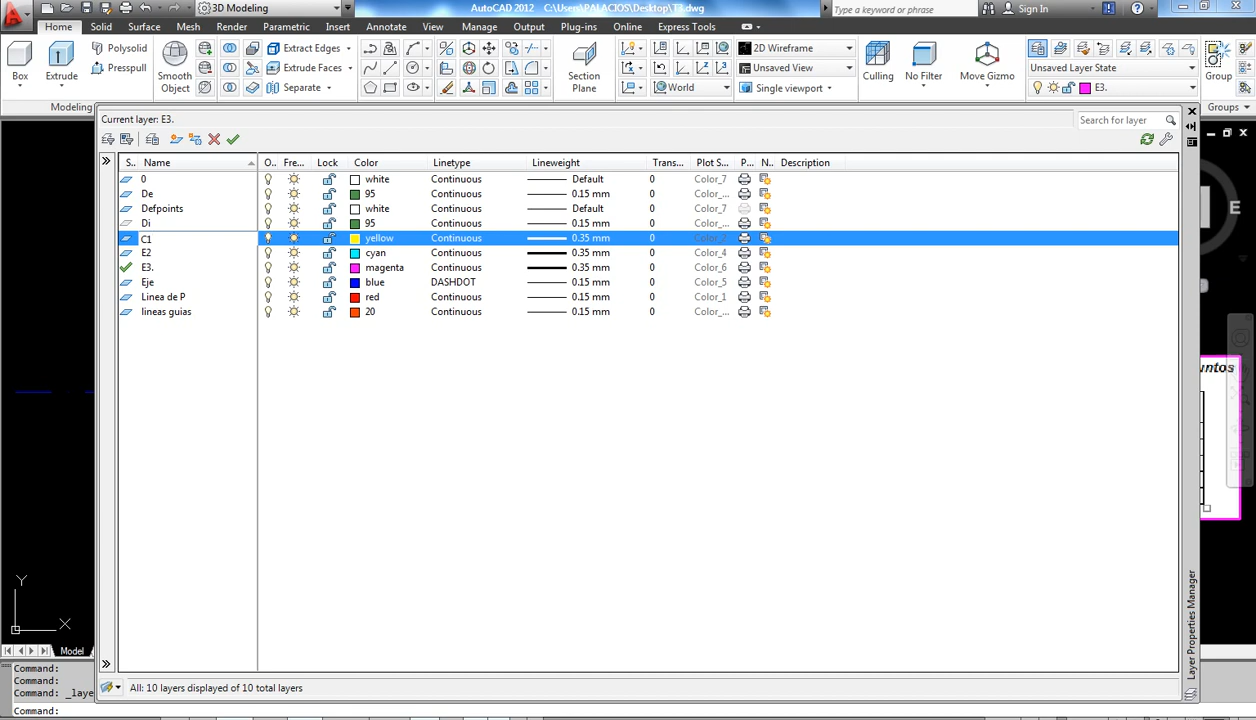 3D Modeling
AutoCAD 2012 C:\Users\PALACIOS\Desktop\T3.dwg
Type a keyword or phrase
Sign In
Home Solid Surface Mesh Render Parametric Insert Annotate View Manage Output Plug-ins Online Express Tools
Box
Extrude
Polysolid
Presspull
Smooth
Object
Extract Edges
Extrude Faces
Separate
Section
Plane
2D Wireframe
Unsaved View
World
Single viewport
Culling
No Filter
Move Gizmo
Unsaved Layer State
E3.
Group
Modeling
Groups
Current layer: E3.
Search for layer
S.. Name O.. Fre... Lock Color Linetype Lineweight Trans... Plot S... P... N.. Description
0 white Continuous Default 0 Color_7
De 95 Continuous 0.15 mm 0 Color_...
Defpoints white Continuous Default 0 Color_7
Di 95 Continuous 0.15 mm 0 Color_...
C1 yellow Continuous 0.35 mm 0 Color_2
E2 cyan Continuous 0.35 mm 0 Color_4
E3. magenta Continuous 0.35 mm 0 Color_6
Eje blue DASHDOT 0.15 mm 0 Color_5
Linea de P red Continuous 0.15 mm 0 Color_1
lineas guias 20 Continuous 0.15 mm 0 Color_...
E
untos
Y
X
Model
Layer Properties Manager
Command:
Command:
Command: _laye
All: 10 layers displayed of 10 total layers
Command: